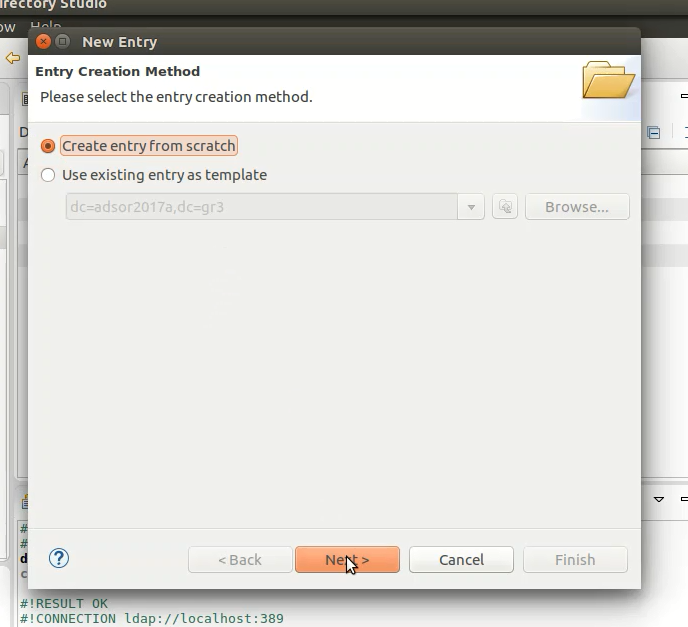 irectory Studio
ow Help
New Entry
Entry Creation Method
Please select the entry creation method.
Create entry from scratch
Use existing entry as template
dc=adsor2017a,dc=gr3
Browse...
< Back
Next >
Cancel
Finish
#!RESULT OK
#!CONNECTION ldap://localhost:389